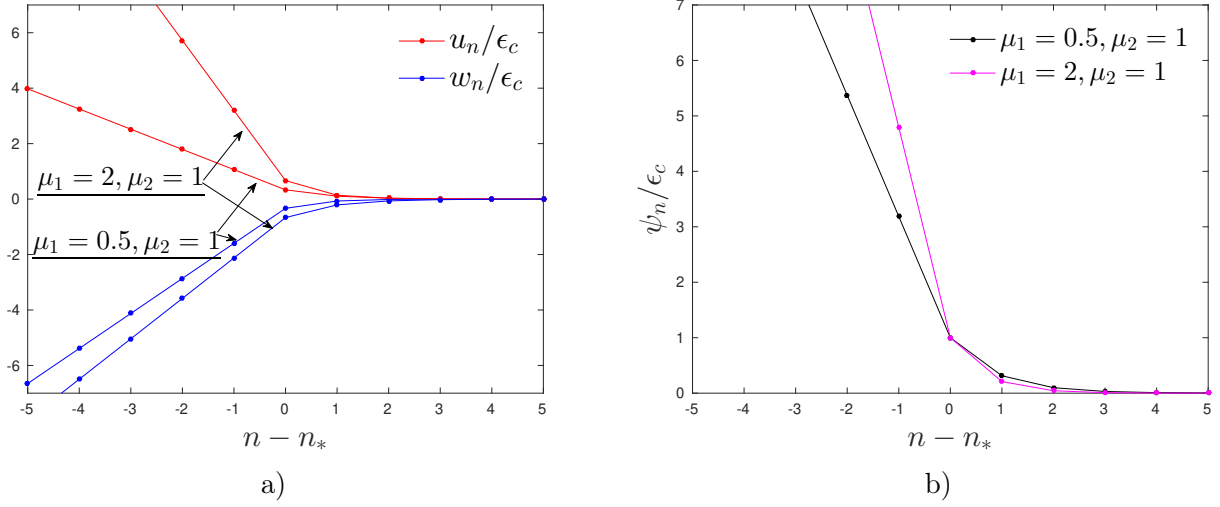 6
4
2
0
-2
-4
-6
-5 -4 -3 -2 -1 0 1 2 3 4 5
n − n_*
u_n/ϵ_c
w_n/ϵ_c
μ_1 = 2, μ_2 = 1
μ_1 = 0.5, μ_2 = 1
a)
7
6
5
4
3
2
1
0
-5 -4 -3 -2 -1 0 1 2 3 4 5
n − n_*
ψ_n/ϵ_c
μ_1 = 0.5, μ_2 = 1
μ_1 = 2, μ_2 = 1
b)